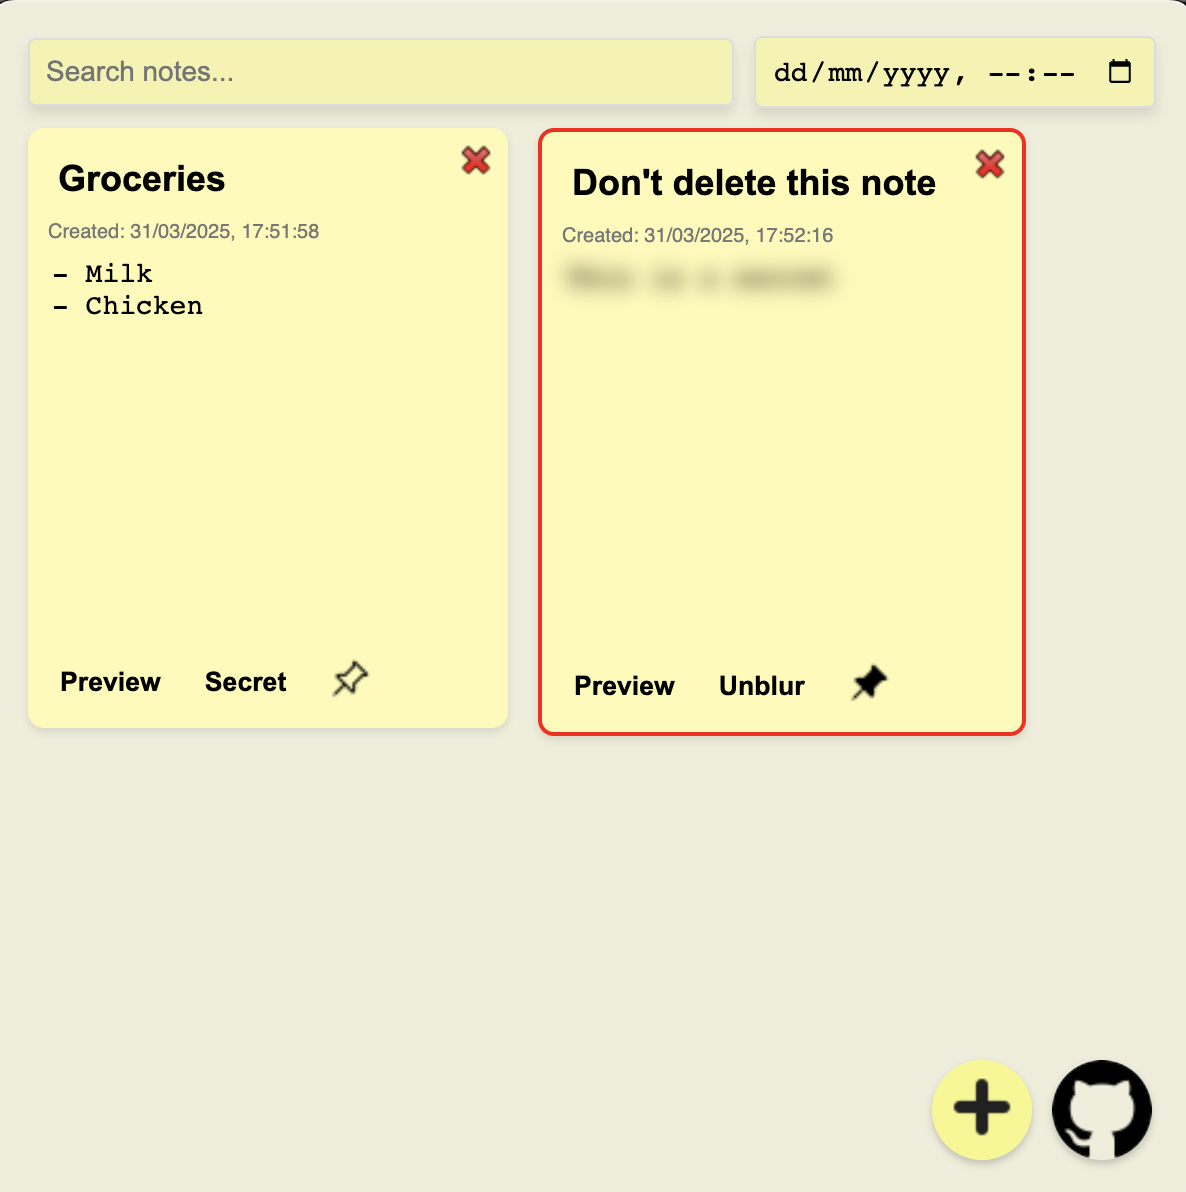 Search notes...
dd/mm/yyyy, --:--
Groceries
Created: 31/03/2025, 17:51:58
- Milk
- Chicken
Preview Secret
Don't delete this note
Created: 31/03/2025, 17:52:16
Preview Unblur